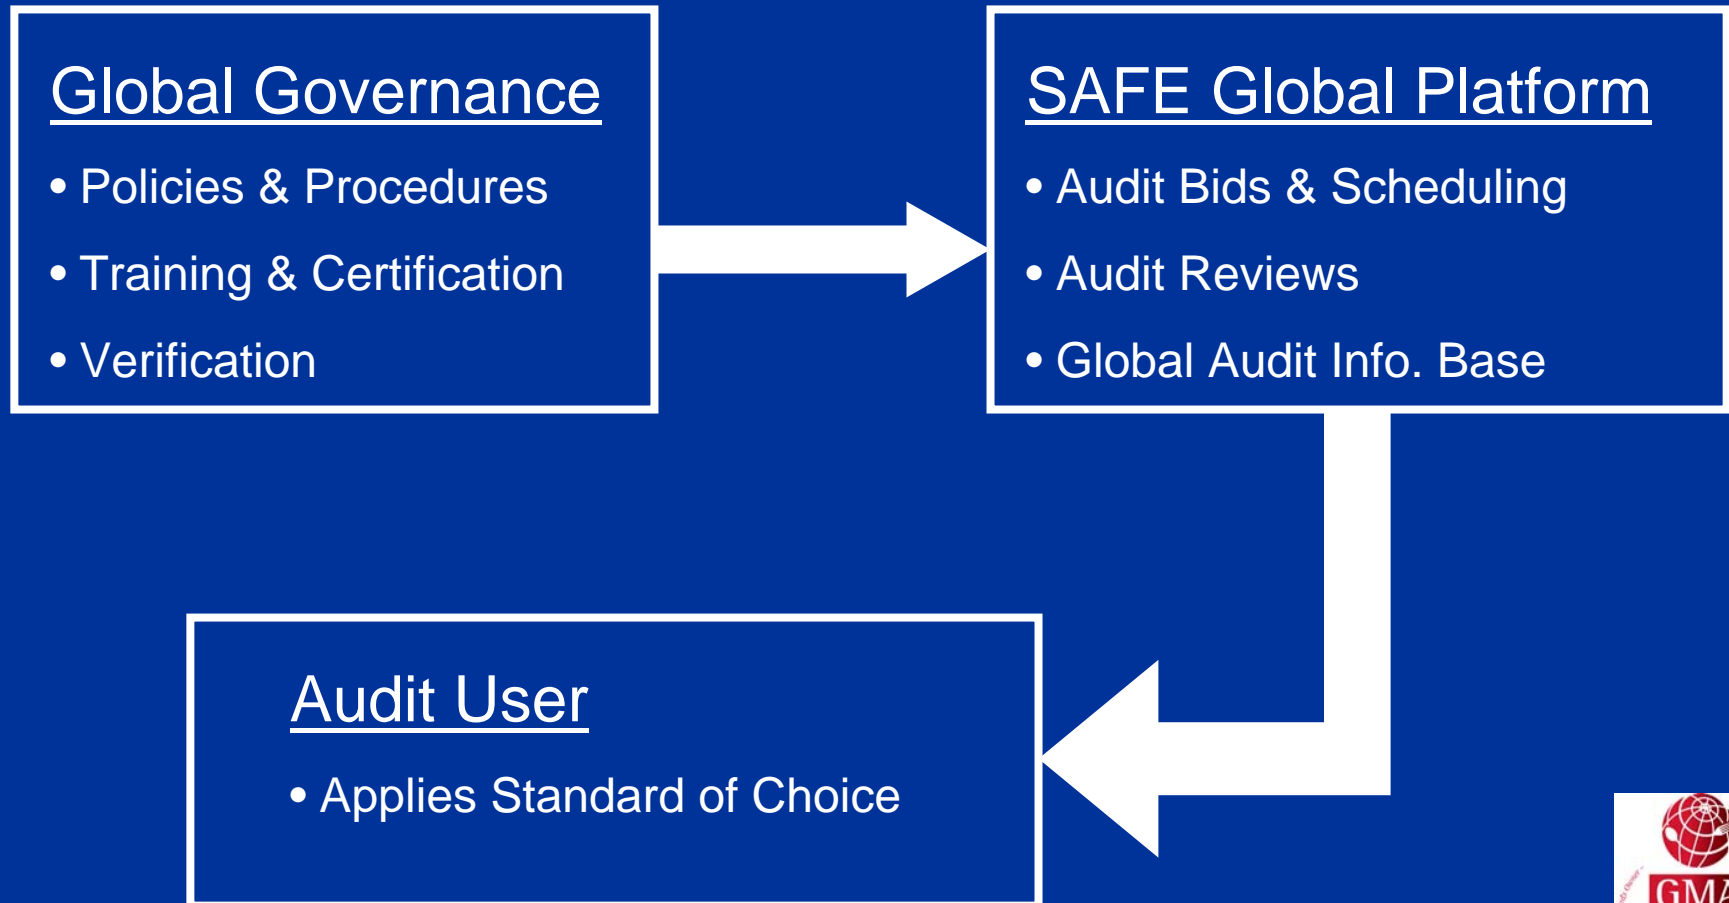 Global Governance
• Policies & Procedures
• Training & Certification
• Verification
SAFE Global Platform
• Audit Bids & Scheduling
• Audit Reviews
• Global Audit Info. Base
Audit User
• Applies Standard of Choice
GMA